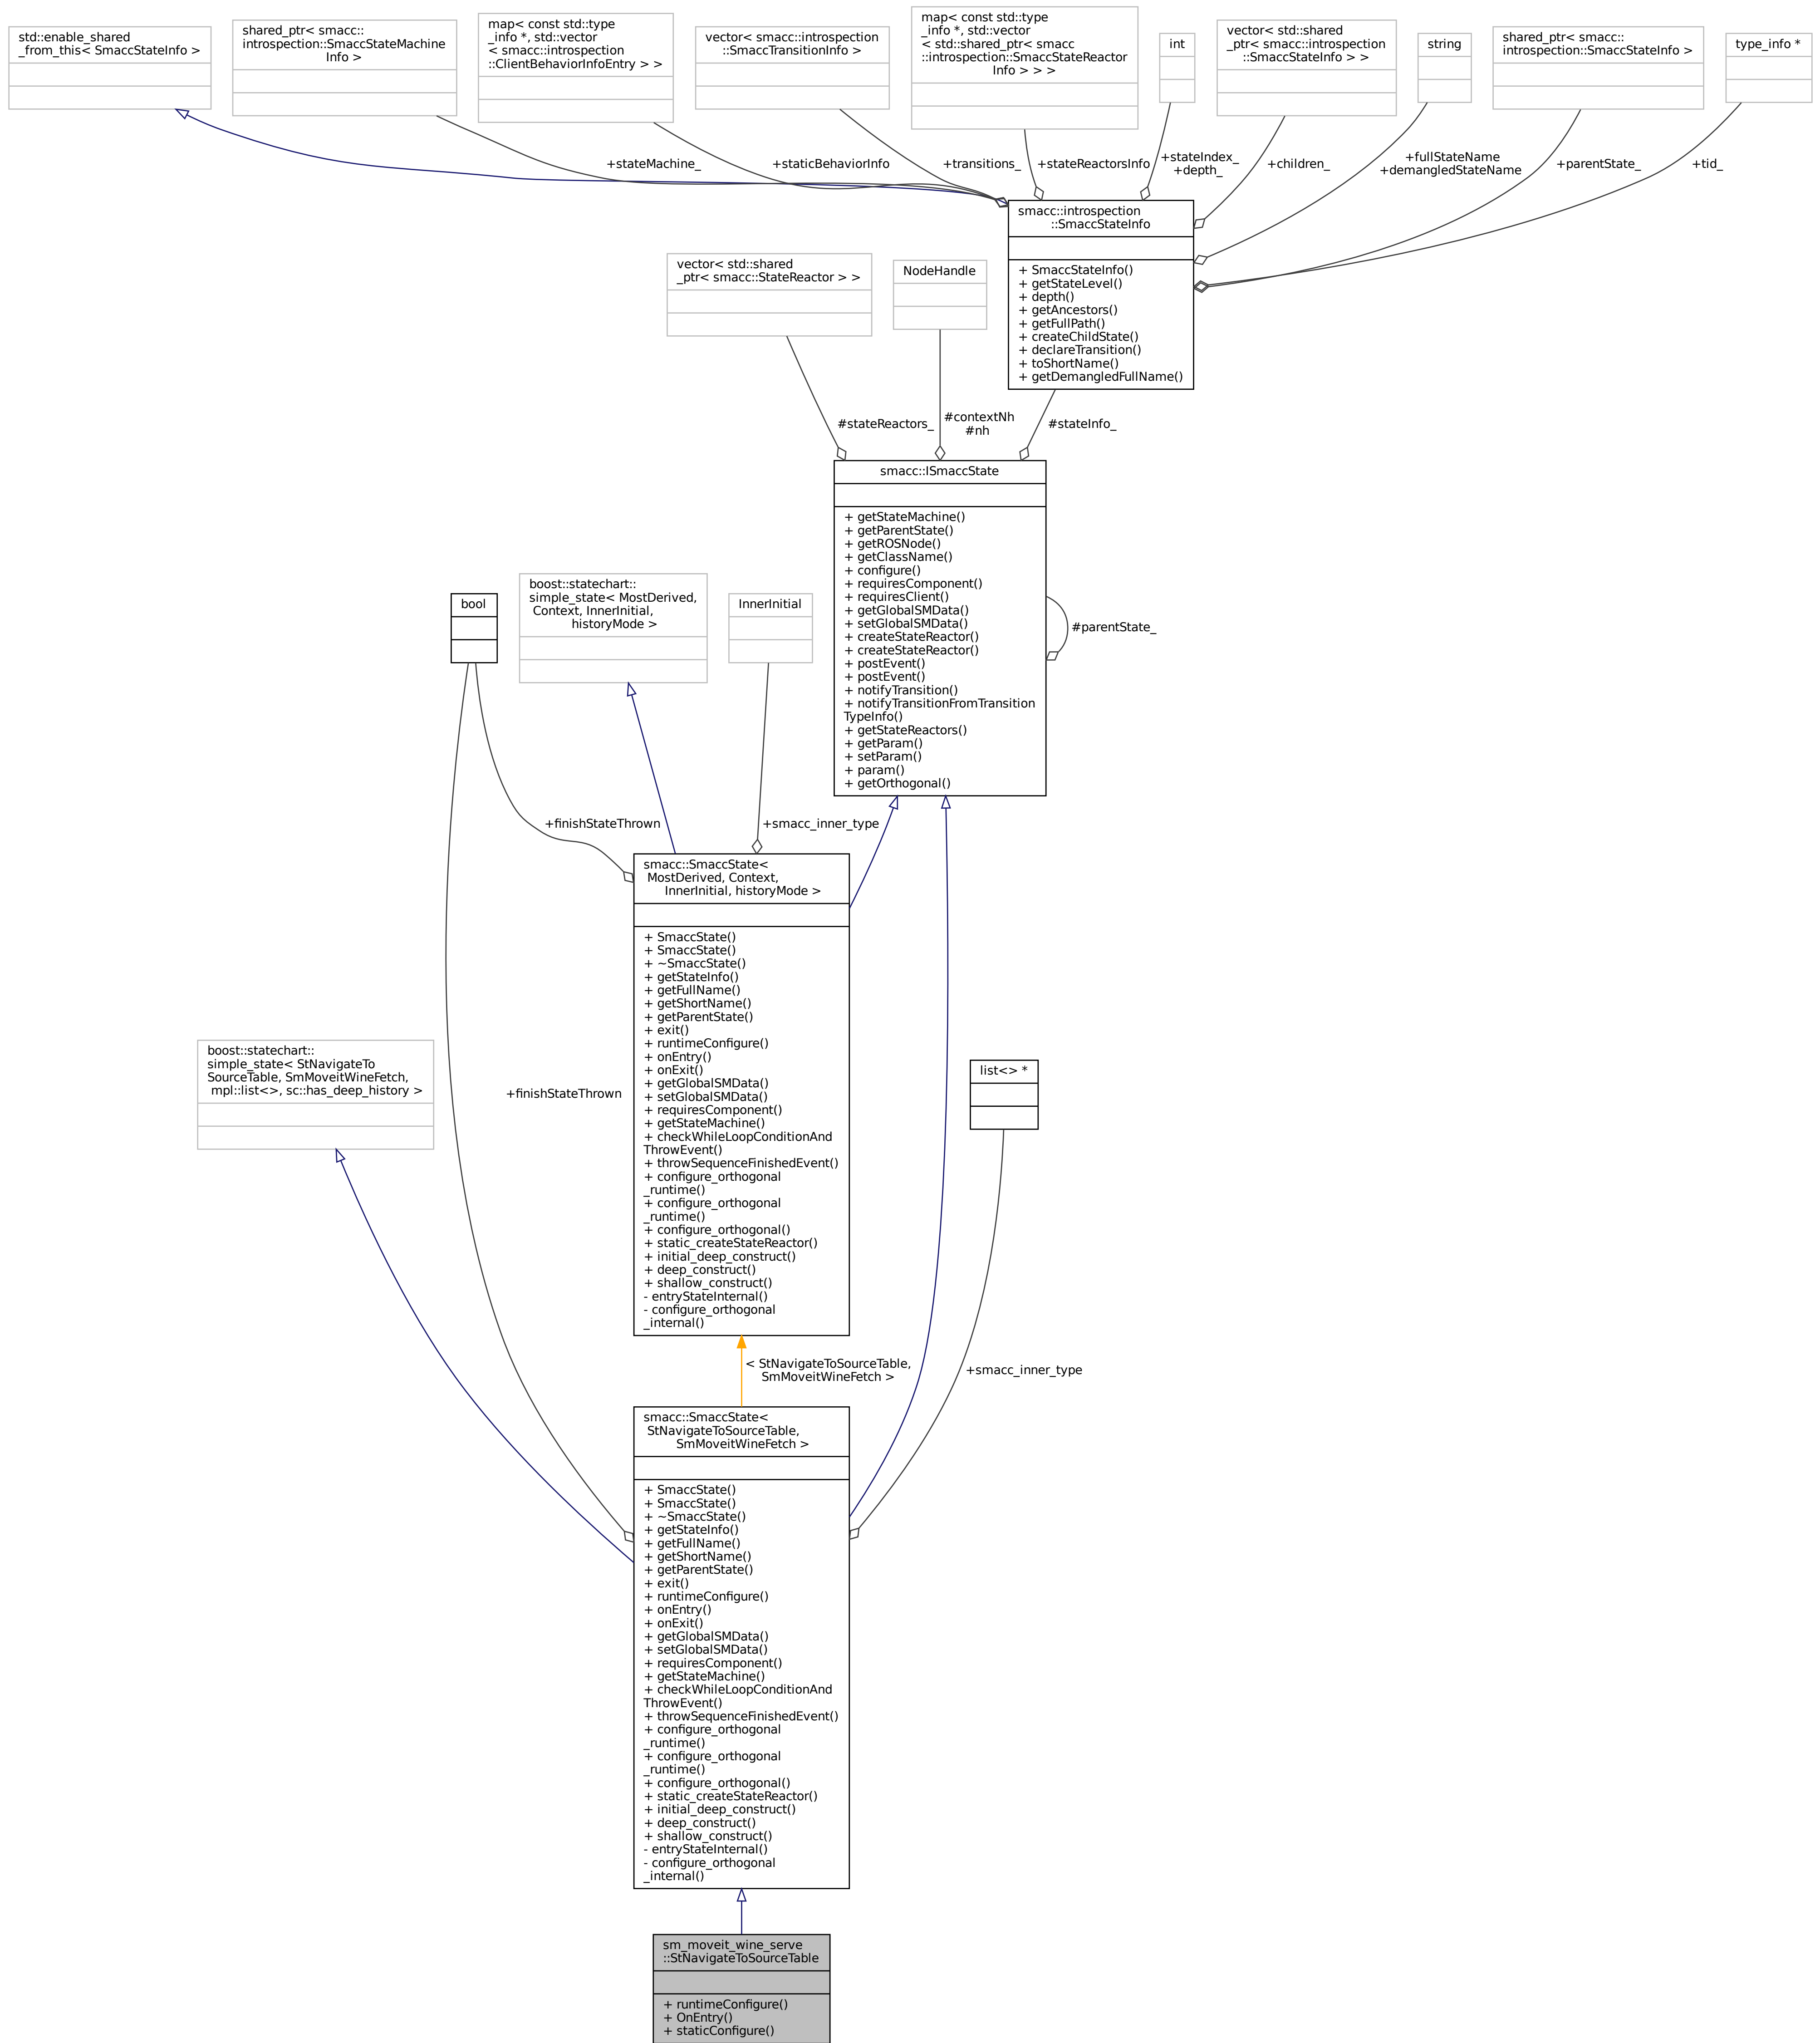 std::enable_shared
_from_this< SmaccStateInfo >
shared_ptr< smacc::
introspection::SmaccStateMachine
Info >
map< const std::type
_info *, std::vector
< smacc::introspection
::ClientBehaviorInfoEntry > >
vector< smacc::introspection
::SmaccTransitionInfo >
map< const std::type
_info *, std::vector
< std::shared_ptr< smacc
::introspection::SmaccStateReactor
Info > > >
int
vector< std::shared
_ptr< smacc::introspection
::SmaccStateInfo > >
string
shared_ptr< smacc::
introspection::SmaccStateInfo >
type_info *
+stateMachine_
+staticBehaviorInfo
+transitions_
+stateReactorsInfo
+stateIndex_
+depth_
+children_
+fullStateName
+demangledStateName
+parentState_
+tid_
smacc::introspection
::SmaccStateInfo
+ SmaccStateInfo()
+ getStateLevel()
+ depth()
+ getAncestors()
+ getFullPath()
+ createChildState()
+ declareTransition()
+ toShortName()
+ getDemangledFullName()
vector< std::shared
_ptr< smacc::StateReactor > >
NodeHandle
#stateReactors_
#contextNh
#nh
#stateInfo_
smacc::ISmaccState
+ getStateMachine()
+ getParentState()
+ getROSNode()
+ getClassName()
+ configure()
+ requiresComponent()
+ requiresClient()
+ getGlobalSMData()
+ setGlobalSMData()
+ createStateReactor()
+ createStateReactor()
+ postEvent()
+ postEvent()
+ notifyTransition()
+ notifyTransitionFromTransition
TypeInfo()
+ getStateReactors()
+ getParam()
+ setParam()
+ param()
+ getOrthogonal()
#parentState_
bool
boost::statechart::
simple_state< MostDerived,
Context, InnerInitial,
historyMode >
InnerInitial
+finishStateThrown
+smacc_inner_type
smacc::SmaccState<
MostDerived, Context,
InnerInitial, historyMode >
+ SmaccState()
+ SmaccState()
+ ~SmaccState()
+ getStateInfo()
+ getFullName()
+ getShortName()
+ getParentState()
+ exit()
+ runtimeConfigure()
+ onEntry()
+ onExit()
+ getGlobalSMData()
+ setGlobalSMData()
+ requiresComponent()
+ getStateMachine()
+ checkWhileLoopConditionAnd
ThrowEvent()
+ throwSequenceFinishedEvent()
+ configure_orthogonal
_runtime()
+ configure_orthogonal
_runtime()
+ configure_orthogonal()
+ static_createStateReactor()
+ initial_deep_construct()
+ deep_construct()
+ shallow_construct()
- entryStateInternal()
- configure_orthogonal
_internal()
boost::statechart::
simple_state< StNavigateTo
SourceTable, SmMoveitWineFetch,
mpl::list<>, sc::has_deep_history >
+finishStateThrown
list<> *
< StNavigateToSourceTable,
SmMoveitWineFetch >
+smacc_inner_type
smacc::SmaccState<
StNavigateToSourceTable,
SmMoveitWineFetch >
+ SmaccState()
+ SmaccState()
+ ~SmaccState()
+ getStateInfo()
+ getFullName()
+ getShortName()
+ getParentState()
+ exit()
+ runtimeConfigure()
+ onEntry()
+ onExit()
+ getGlobalSMData()
+ setGlobalSMData()
+ requiresComponent()
+ getStateMachine()
+ checkWhileLoopConditionAnd
ThrowEvent()
+ throwSequenceFinishedEvent()
+ configure_orthogonal
_runtime()
+ configure_orthogonal
_runtime()
+ configure_orthogonal()
+ static_createStateReactor()
+ initial_deep_construct()
+ deep_construct()
+ shallow_construct()
- entryStateInternal()
- configure_orthogonal
_internal()
sm_moveit_wine_serve
::StNavigateToSourceTable
+ runtimeConfigure()
+ OnEntry()
+ staticConfigure()